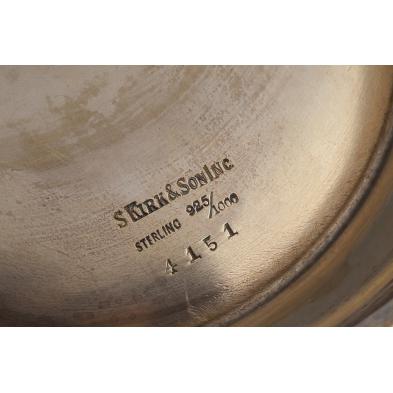 S KIRK & SON INC
STERLING 925/1000
4151